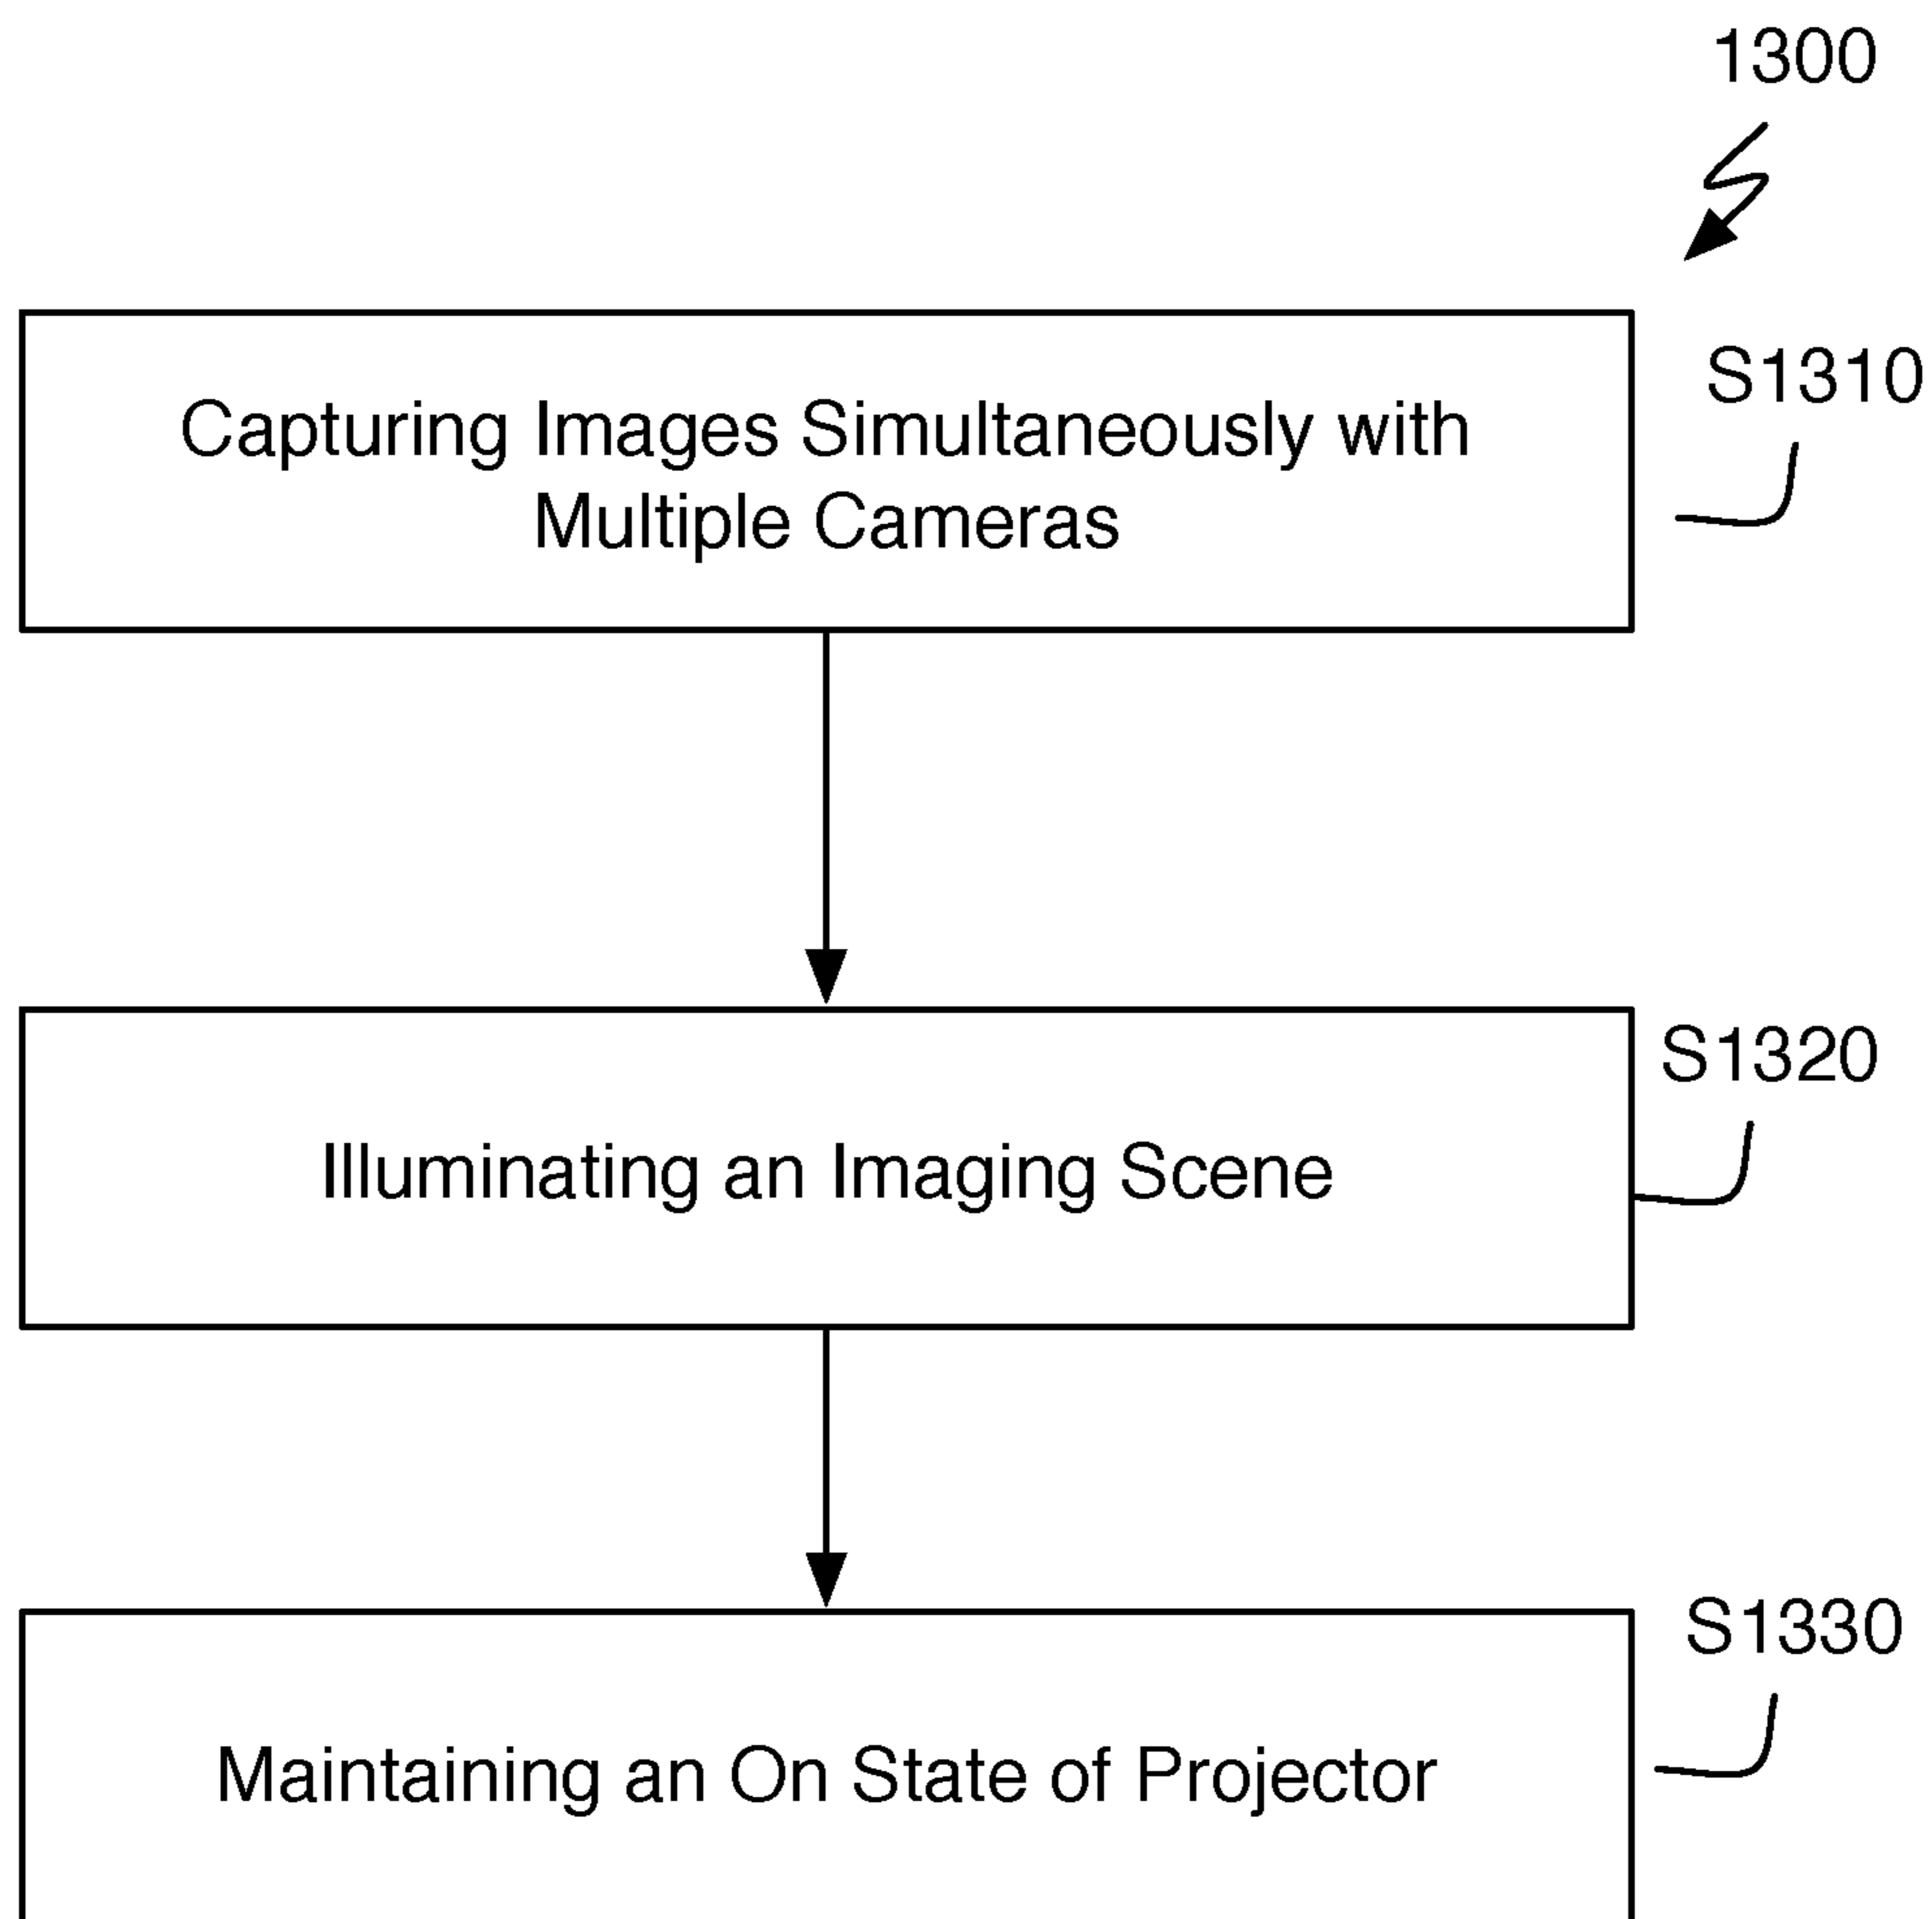 1300
S1310
Capturing Images Simultaneously with
Multiple Cameras
S1320
Illuminating an Imaging Scene
S1330
Maintaining an On State of Projector